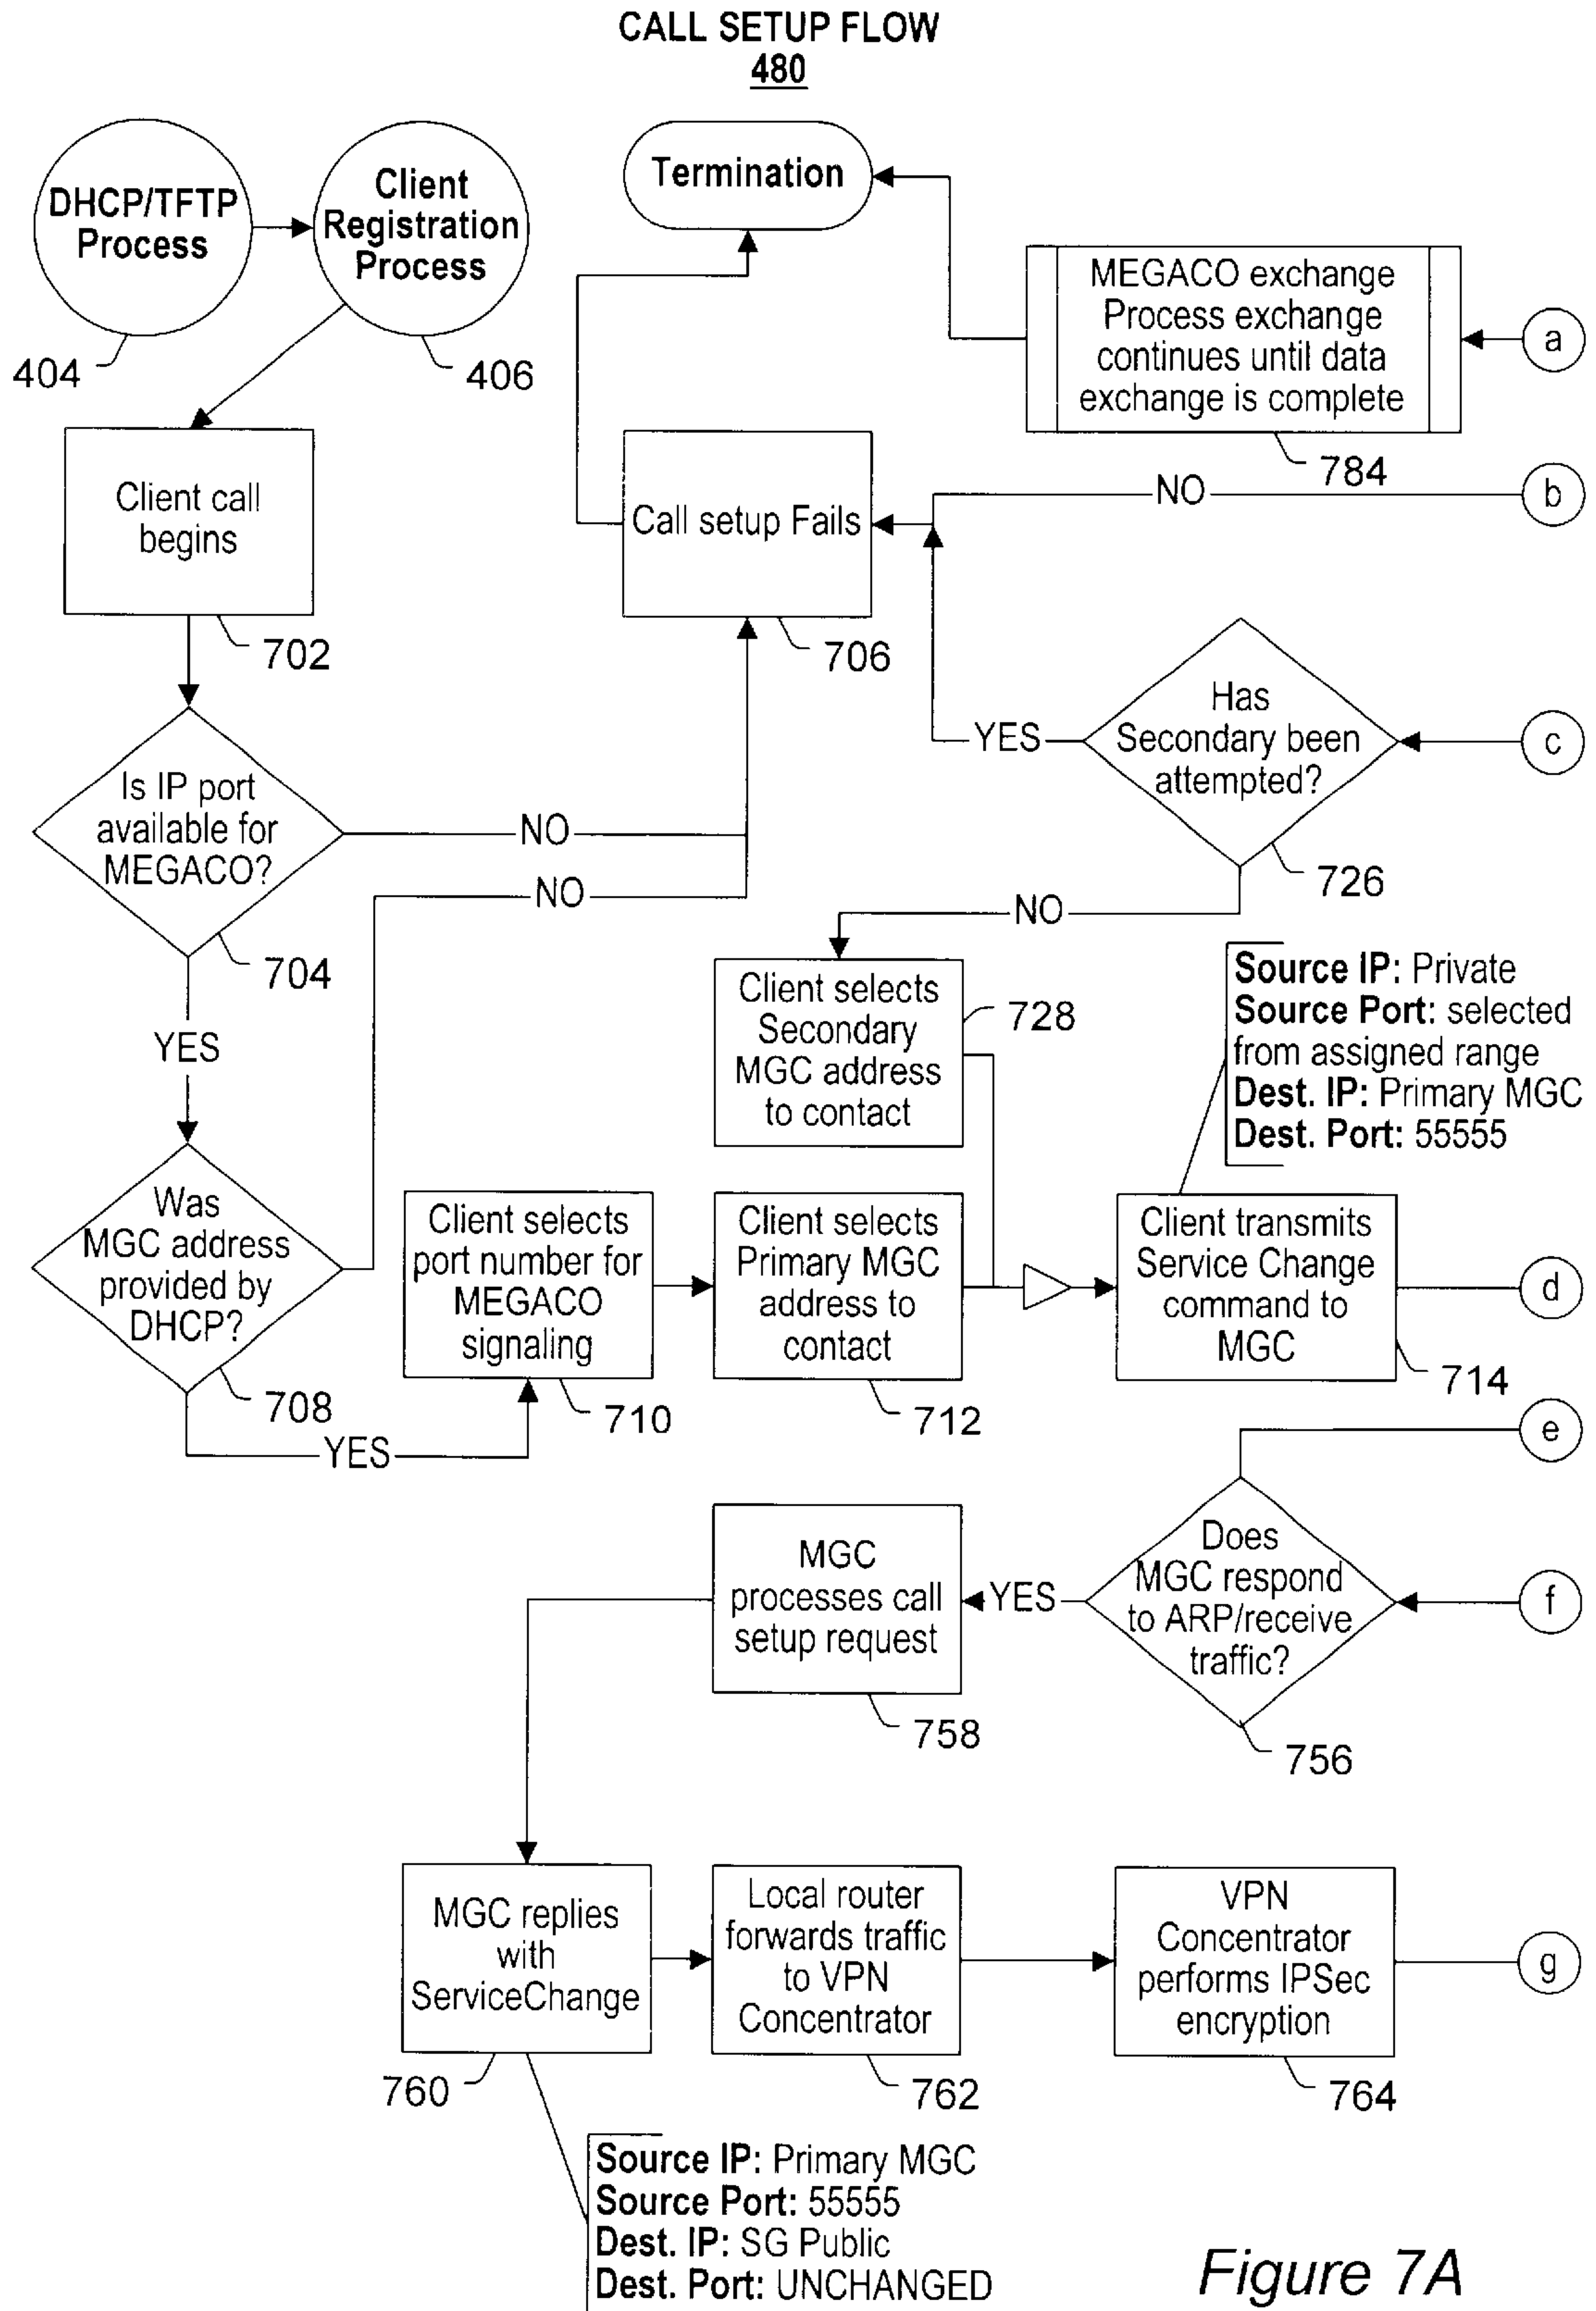 CALL SETUP FLOW
480
DHCP/TFTP
Process
404
Client
Registration
Process
406
Termination
MEGACO exchange
Process exchange
continues until data
exchange is complete
784
a
Client call
begins
702
Call setup Fails
706
NO
b
Has
Secondary been
attempted?
726
YES
c
NO
Is IP port
available for
MEGACO?
704
NO
NO
YES
Client selects
Secondary
MGC address
to contact
728
Source IP: Private
Source Port: selected
from assigned range
Dest. IP: Primary MGC
Dest. Port: 55555
Was
MGC address
provided by
DHCP?
708
YES
Client selects
port number for
MEGACO
signaling
710
Client selects
Primary MGC
address to
contact
712
Client transmits
Service Change
command to
MGC
714
d
e
MGC
processes call
setup request
758
YES
Does
MGC respond
to ARP/receive
traffic?
756
f
MGC replies
with
ServiceChange
760
Local router
forwards traffic
to VPN
Concentrator
762
VPN
Concentrator
performs IPSec
encryption
764
g
Source IP: Primary MGC
Source Port: 55555
Dest. IP: SG Public
Dest. Port: UNCHANGED
Figure 7A